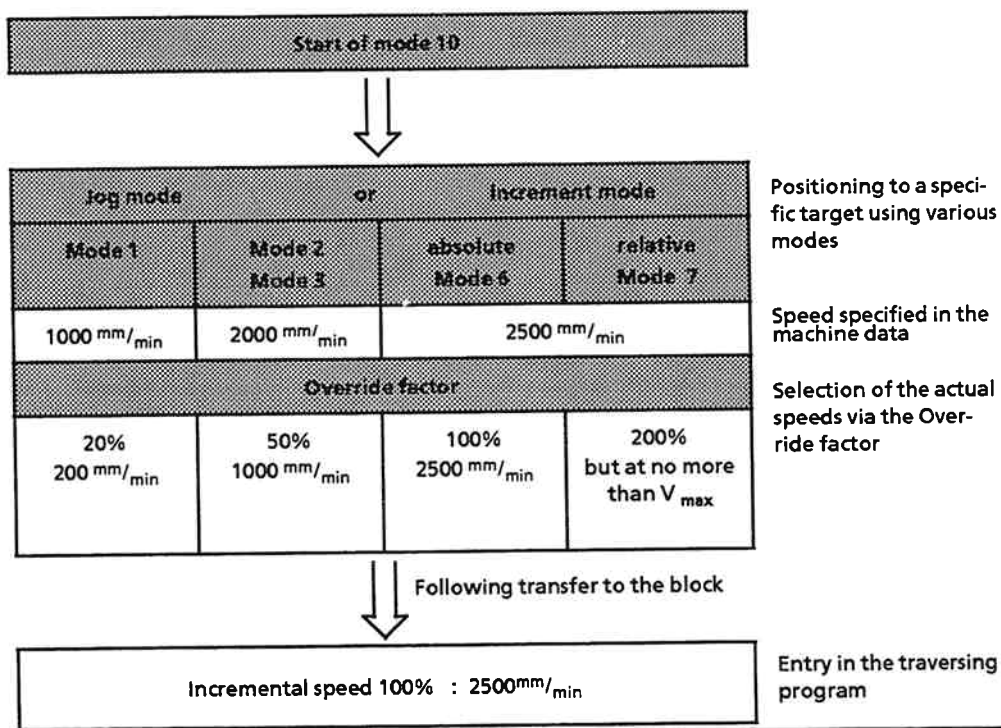 Start of mode 10
Jog mode or Increment mode
Positioning to a speci-
fic target using various
modes
Mode 1
Mode 2
Mode 3
absolute
Mode 6
relative
Mode 7
1000 mm/min
2000 mm/min
2500 mm/min
Speed specified in the
machine data
Override factor
Selection of the actual
speeds via the Over-
ride factor
20%
200 mm/min
50%
1000 mm/min
100%
2500 mm/min
200%
but at no more
than V max
Following transfer to the block
Incremental speed 100% : 2500mm/min
Entry in the traversing
program